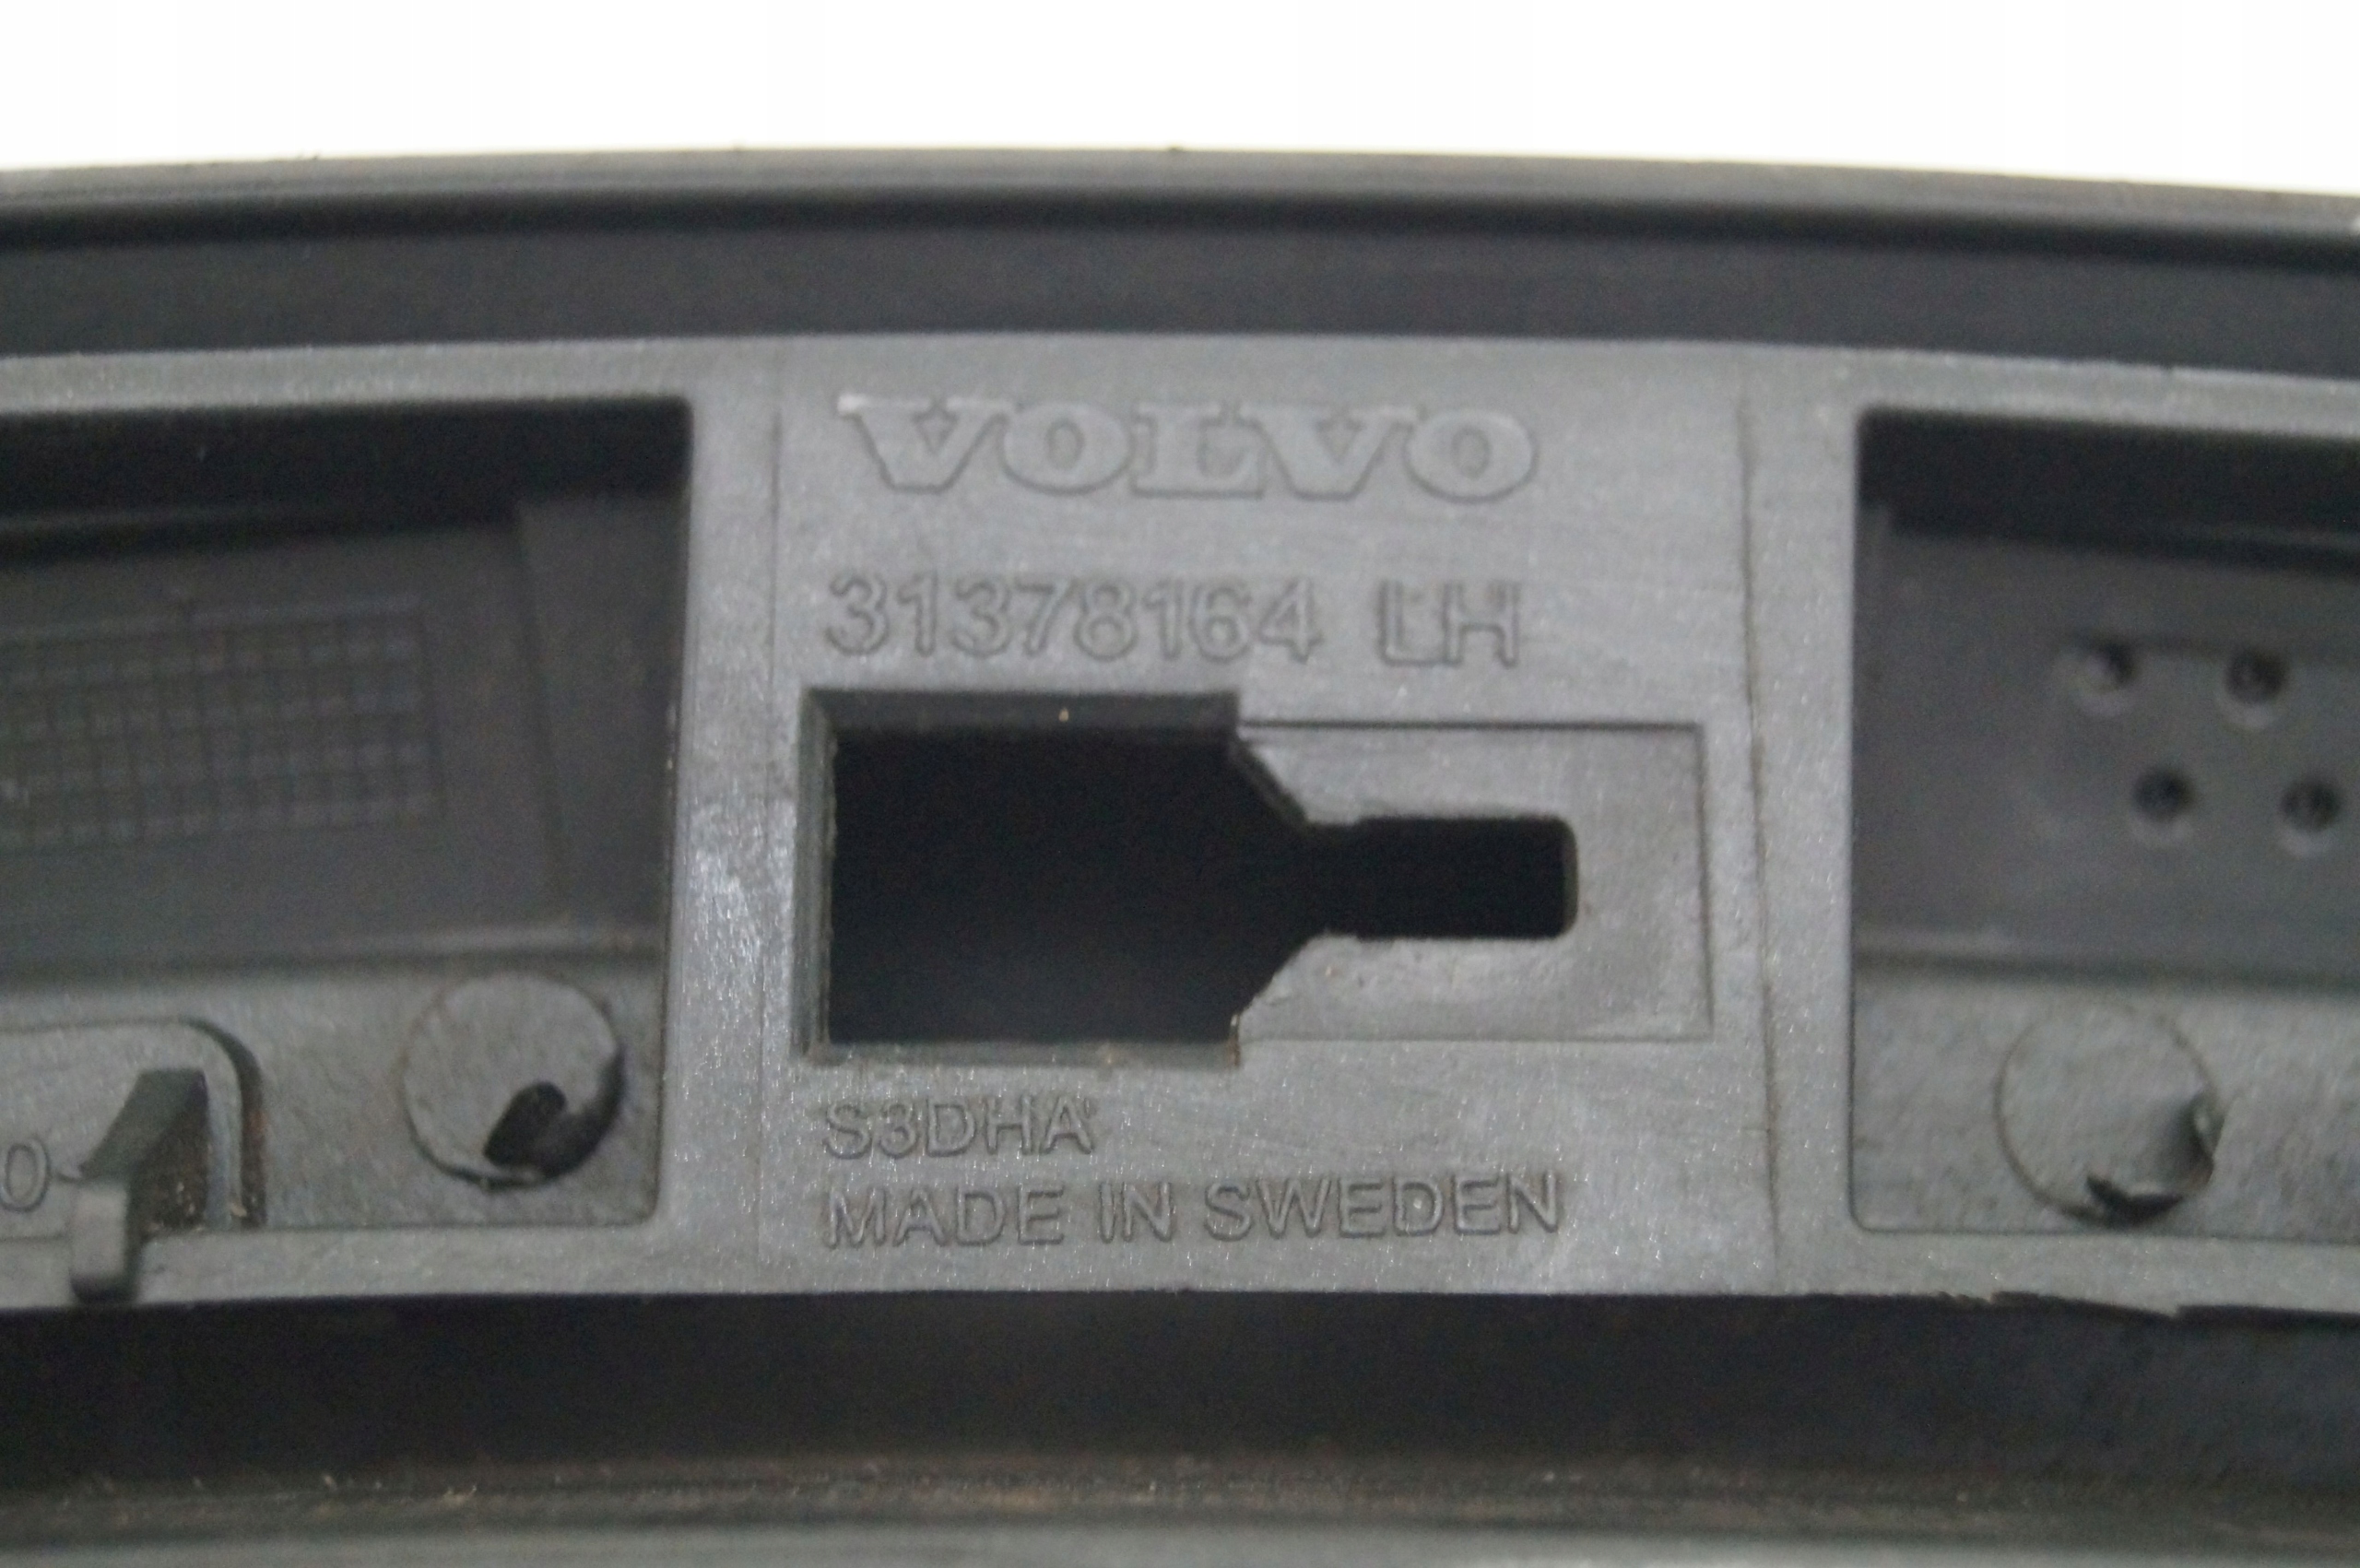 VOLVO
31378164 LH
S3DHA
MADE IN SWEDEN